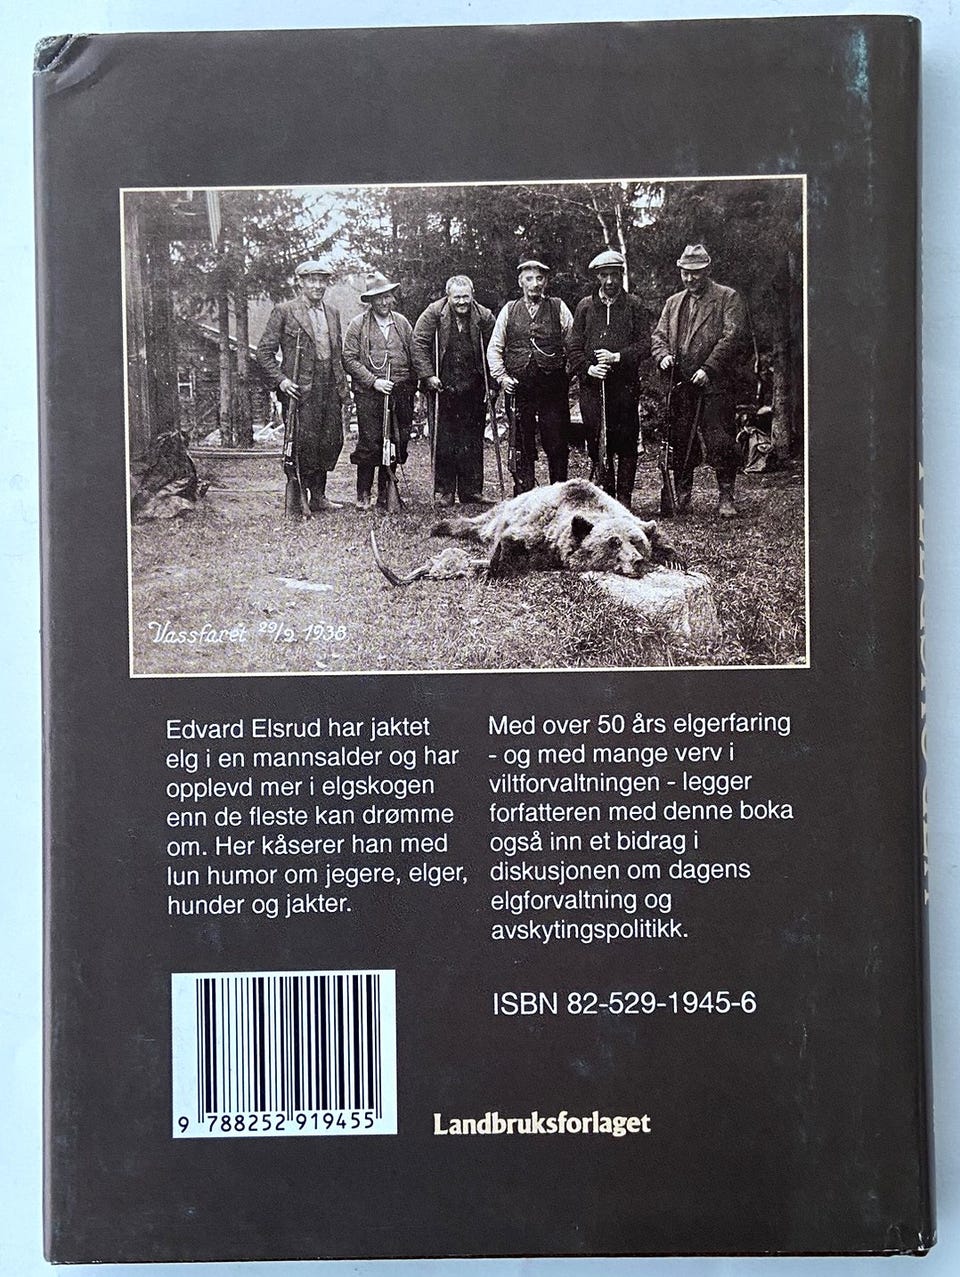 Vassfaret 29/9 1938
Edvard Elsrud har jaktet
elg i en mannsalder og har
opplevd mer i elgskogen
enn de fleste kan drømme
om. Her kåserer han med
lun humor om jegere, elger,
hunder og jakter.
Med over 50 års elgerfaring
- og med mange verv i
viltforvaltningen - legger
forfatteren med denne boka
også inn et bidrag i
diskusjonen om dagens
elgforvaltning og
avskytingspolitikk.
ISBN 82-529-1945-6
9 788252 919455
Landbruksforlaget